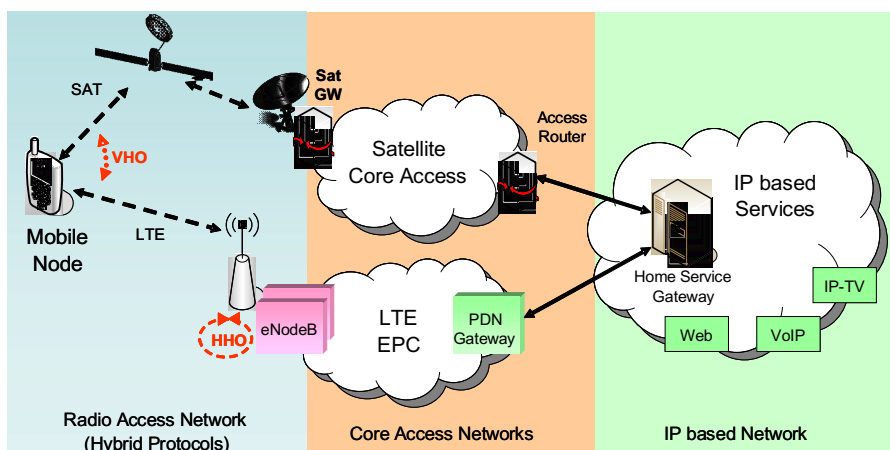 SAT
Sat
GW
VHO
Mobile
Node
LTE
HHO
eNodeB
Satellite
Core Access
Access
Router
LTE
EPC
PDN
Gateway
IP based
Services
Home Service
Gateway
IP-TV
Web
VoIP
Radio Access Network
(Hybrid Protocols)
Core Access Networks
IP based Network